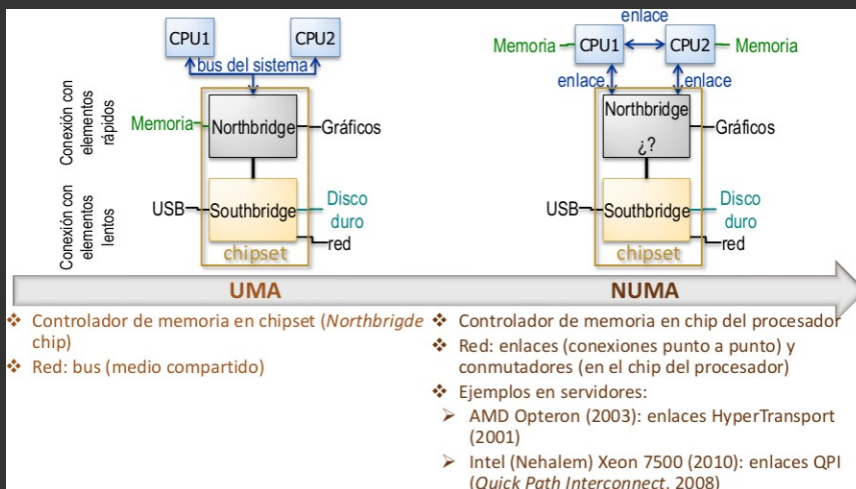 enlace
CPU1
CPU2
bus del sistema
Memoria
CPU1
CPU2
Memoria
enlace
enlace
Conexión con
elementos
rápidos
Memoria
Northbridge
Gráficos
Northbridge
¿?
Gráficos
Conexión con
elementos
lentos
USB
Southbridge
Disco
duro
red
chipset
USB
Southbridge
Disco
duro
red
chipset
UMA
NUMA
❖ Controlador de memoria en chipset (Northbrigde
chip)
❖ Red: bus (medio compartido)
❖ Controlador de memoria en chip del procesador
❖ Red: enlaces (conexiones punto a punto) y
conmutadores (en el chip del procesador)
❖ Ejemplos en servidores:
➢ AMD Opteron (2003): enlaces HyperTransport
(2001)
➢ Intel (Nehalem) Xeon 7500 (2010): enlaces QPI
(Quick Path Interconnect, 2008)